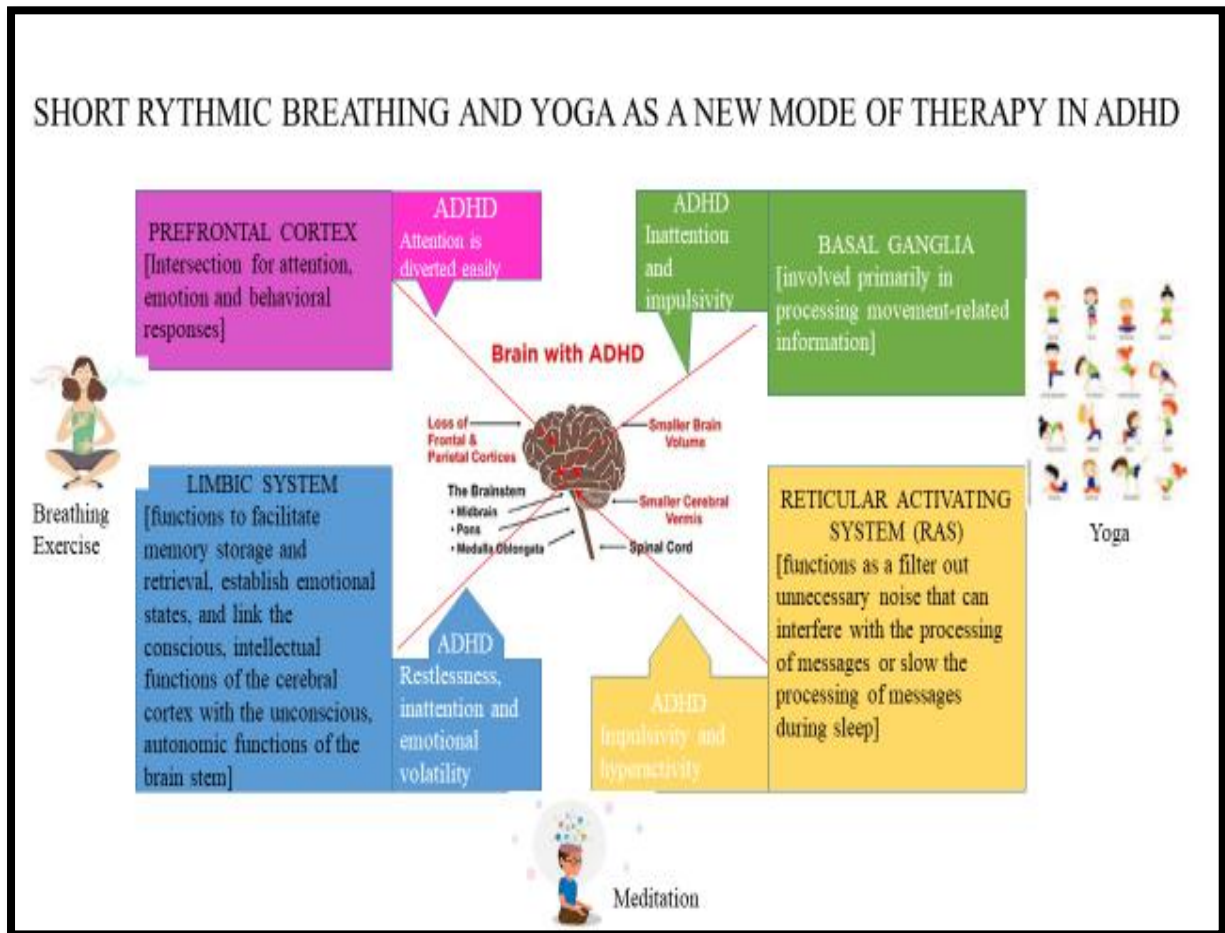 SHORT RYTHMIC BREATHING AND YOGA AS A NEW MODE OF THERAPY IN ADHD
PREFRONTAL CORTEX
[Intersection for attention,
emotion and behavioral
responses]
ADHD
Attention is
diverted easily
ADHD
Inattention
and
impulsivity
BASAL GANGLIA
[involved primarily in
processing movement-related
information]
Brain with ADHD
Loss of
Frontal &
Parietal Cortices
The Brainstem
• Midbrain
• Pons
• Medulla Oblongata
Smaller Brain
Volume
Smaller Cerebral
Vermis
Spinal Cord
Breathing
Exercise
Yoga
LIMBIC SYSTEM
[functions to facilitate
memory storage and
retrieval, establish emotional
states, and link the
conscious, intellectual
functions of the cerebral
cortex with the unconscious,
autonomic functions of the
brain stem]
ADHD
Restlessness,
inattention and
emotional
volatility
ADHD
Impulsivity and
hyperactivity
RETICULAR ACTIVATING
SYSTEM (RAS)
[functions as a filter out
unnecessary noise that can
interfere with the processing
of messages or slow the
processing of messages
during sleep]
Meditation